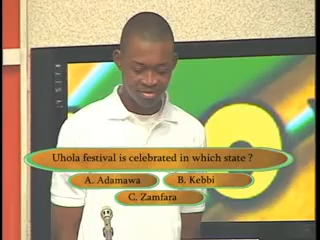 Uhola festival is celebrated in which state ?
A. Adamawa
B. Kebbi
C. Zamfara